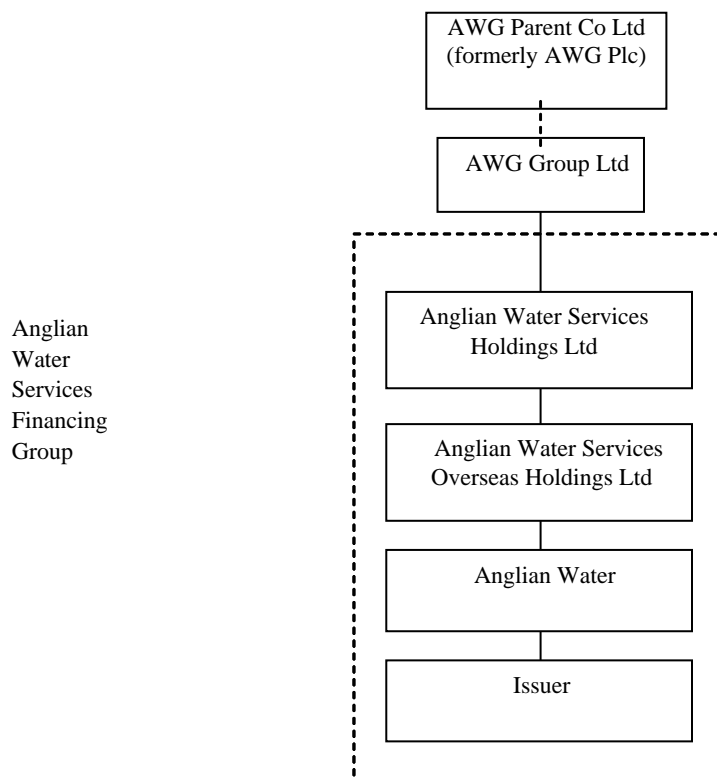 AWG Parent Co Ltd
(formerly AWG Plc)
AWG Group Ltd
Anglian Water Services
Holdings Ltd
Anglian
Water
Services
Financing
Group
Anglian Water Services
Overseas Holdings Ltd
Anglian Water
Issuer